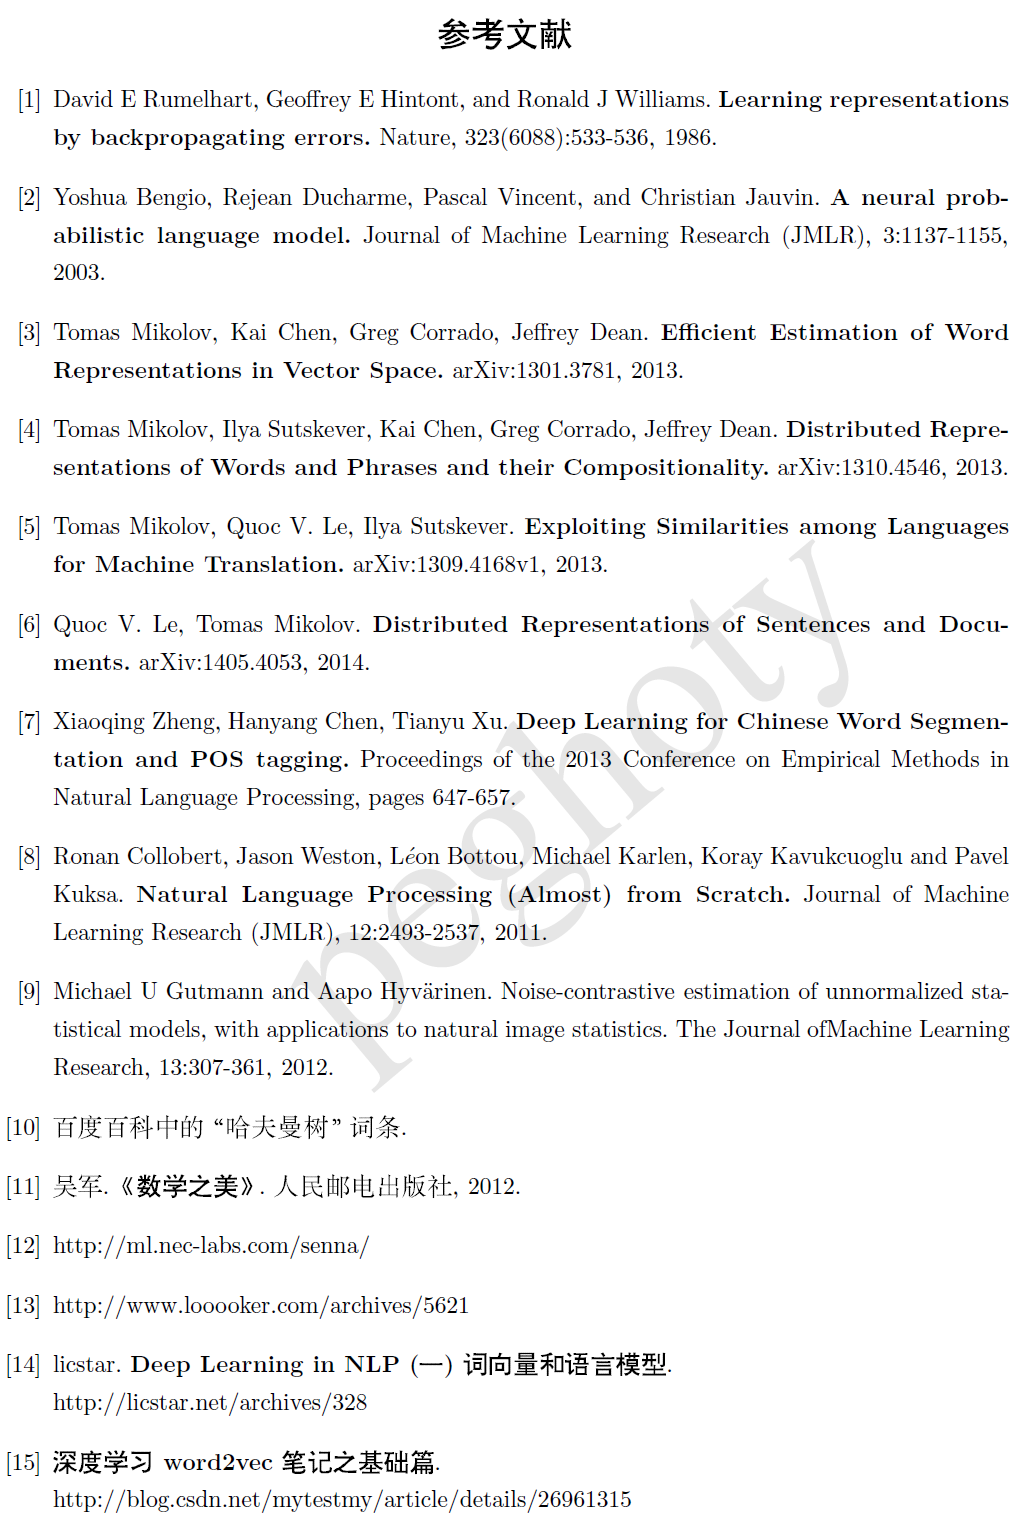 参考文献
[1] David E Rumelhart, Geoffrey E Hintont, and Ronald J Williams. Learning representations
by backpropagating errors. Nature, 323(6088):533-536, 1986.
[2] Yoshua Bengio, Rejean Ducharme, Pascal Vincent, and Christian Jauvin. A neural prob-
abilistic language model. Journal of Machine Learning Research (JMLR), 3:1137-1155,
2003.
[3] Tomas Mikolov, Kai Chen, Greg Corrado, Jeffrey Dean. Efficient Estimation of Word
Representations in Vector Space. arXiv:1301.3781, 2013.
[4] Tomas Mikolov, Ilya Sutskever, Kai Chen, Greg Corrado, Jeffrey Dean. Distributed Repre-
sentations of Words and Phrases and their Compositionality. arXiv:1310.4546, 2013.
[5] Tomas Mikolov, Quoc V. Le, Ilya Sutskever. Exploiting Similarities among Languages
for Machine Translation. arXiv:1309.4168v1, 2013.
[6] Quoc V. Le, Tomas Mikolov. Distributed Representations of Sentences and Docu-
ments. arXiv:1405.4053, 2014.
[7] Xiaoqing Zheng, Hanyang Chen, Tianyu Xu. Deep Learning for Chinese Word Segmen-
tation and POS tagging. Proceedings of the 2013 Conference on Empirical Methods in
Natural Language Processing, pages 647-657.
[8] Ronan Collobert, Jason Weston, Léon Bottou, Michael Karlen, Koray Kavukcuoglu and Pavel
Kuksa. Natural Language Processing (Almost) from Scratch. Journal of Machine
Learning Research (JMLR), 12:2493-2537, 2011.
[9] Michael U Gutmann and Aapo Hyvärinen. Noise-contrastive estimation of unnormalized sta-
tistical models, with applications to natural image statistics. The Journal ofMachine Learning
Research, 13:307-361, 2012.
[10] 百度百科中的 “哈夫曼树” 词条.
[11] 吴军.《数学之美》. 人民邮电出版社, 2012.
[12] http://ml.nec-labs.com/senna/
[13] http://www.looooker.com/archives/5621
[14] licstar. Deep Learning in NLP (一) 词向量和语言模型.
http://licstar.net/archives/328
[15] 深度学习 word2vec 笔记之基础篇.
http://blog.csdn.net/mytestmy/article/details/26961315
peghoty